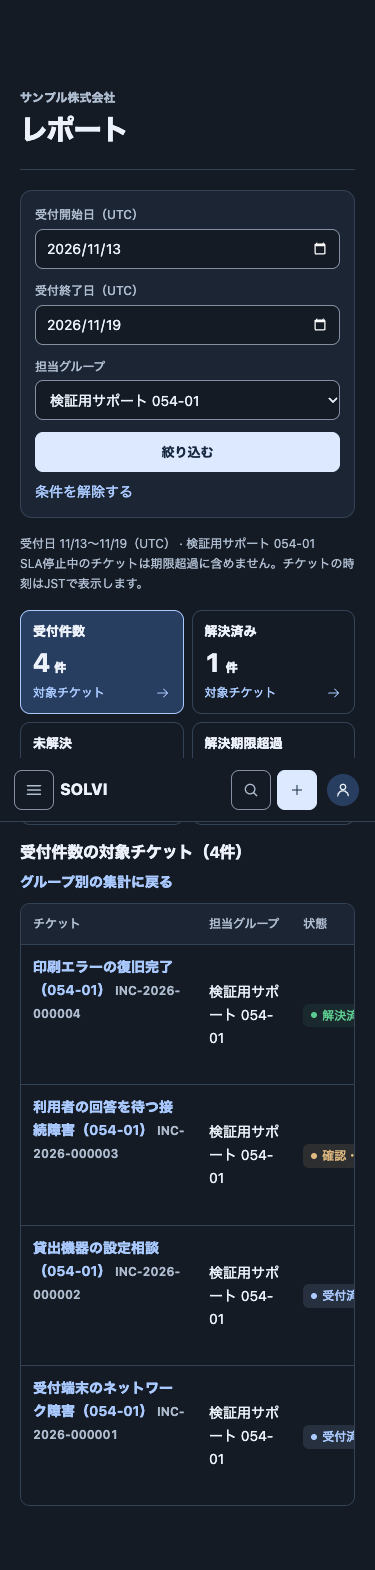 サンプル株式会社
レポート
受付開始日（UTC）
2026/11/13
受付終了日（UTC）
2026/11/19
担当グループ
検証用サポート 054-01
絞り込む
条件を解除する
受付日 11/13〜11/19（UTC）· 検証用サポート 054-01
SLA停止中のチケットは期限超過に含めません。チケットの時
刻はJSTで表示します。
受付件数
4 件
対象チケット →
解決済み
1 件
対象チケット →
未解決
解決期限超過
SOLVI
受付件数の対象チケット（4件）
グループ別の集計に戻る
チケット 担当グループ 状態
印刷エラーの復旧完了
（054-01） INC-2026-
000004
検証用サポ
ート 054-
01
解決済
利用者の回答を待つ接
続障害（054-01） INC-
2026-000003
検証用サポ
ート 054-
01
確認・
貸出機器の設定相談
（054-01） INC-2026-
000002
検証用サポ
ート 054-
01
受付済
受付端末のネットワー
ク障害（054-01） INC-
2026-000001
検証用サポ
ート 054-
01
受付済